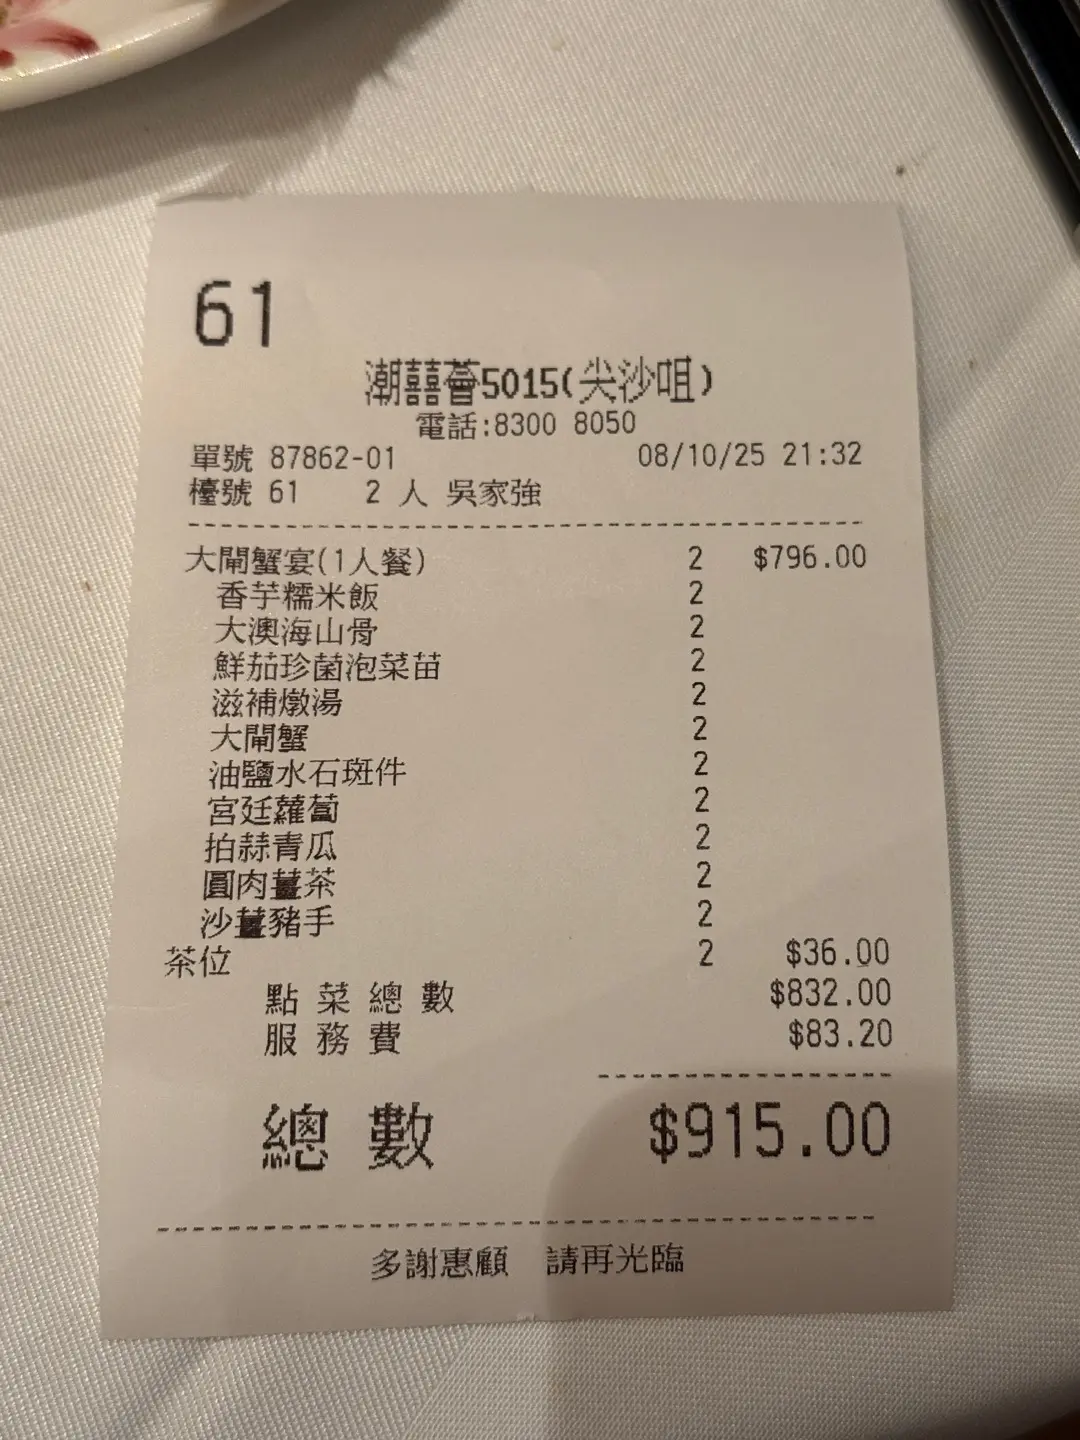 61
潮囍薈5015(尖沙咀)
電話:8300 8050
單號 87862-01 08/10/25 21:32
檯號 61 2 人 吳家強
大閘蟹宴(1人餐) 2 $796.00
香芋糯米飯 2
大澳海山骨 2
鮮茄珍菌泡菜苗 2
滋補燉湯 2
大閘蟹 2
油鹽水石斑件 2
宮廷蘿蔔 2
拍蒜青瓜 2
圓肉薑茶 2
沙薑豬手 2
茶位 2 $36.00
點 菜 總 數 $832.00
服 務 費 $83.20
總 數 $915.00
多謝惠顧 請再光臨